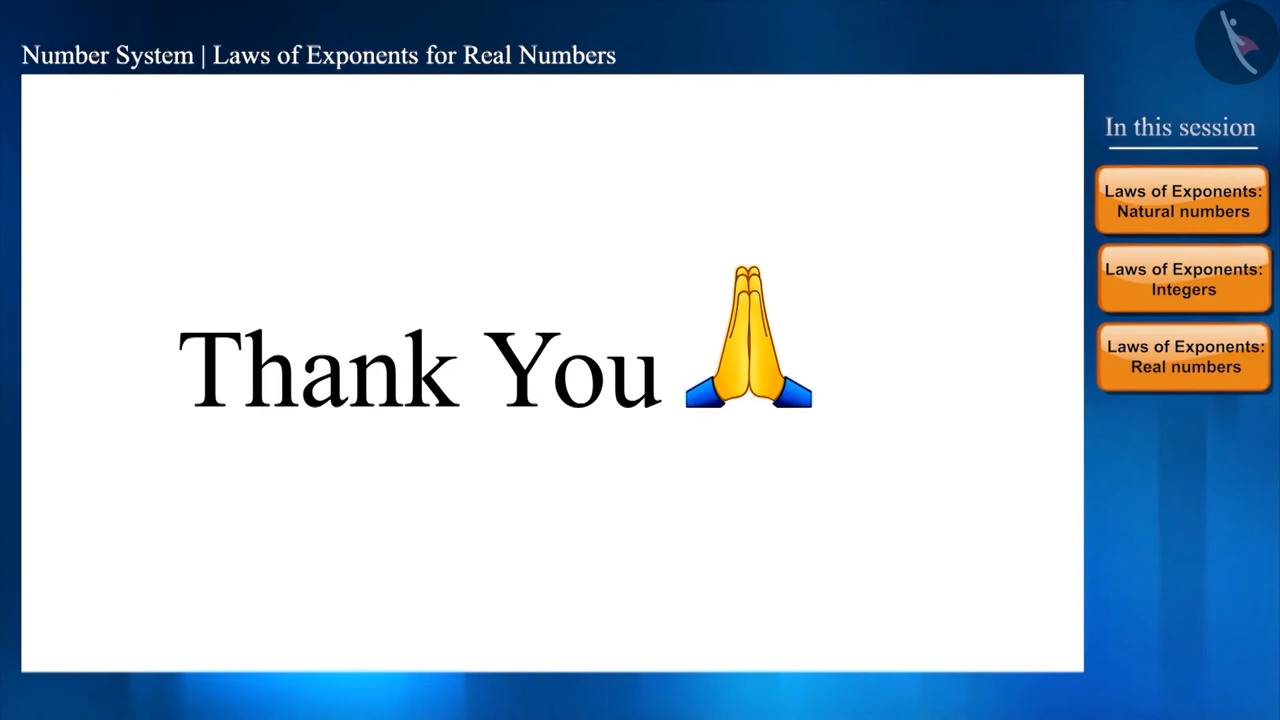 Number System | Laws of Exponents for Real Numbers
Thank You
In this session
Laws of Exponents:
Natural numbers
Laws of Exponents:
Integers
Laws of Exponents:
Real numbers